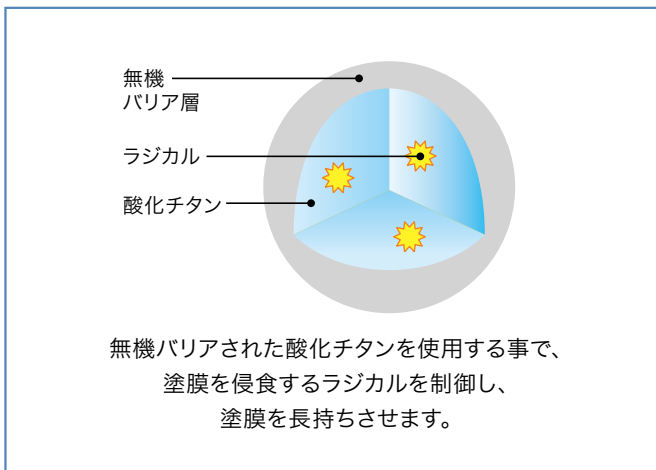 無機
バリア層
ラジカル
酸化チタン
無機バリアされた酸化チタンを使用する事で、
塗膜を侵食するラジカルを制御し、
塗膜を長持ちさせます。